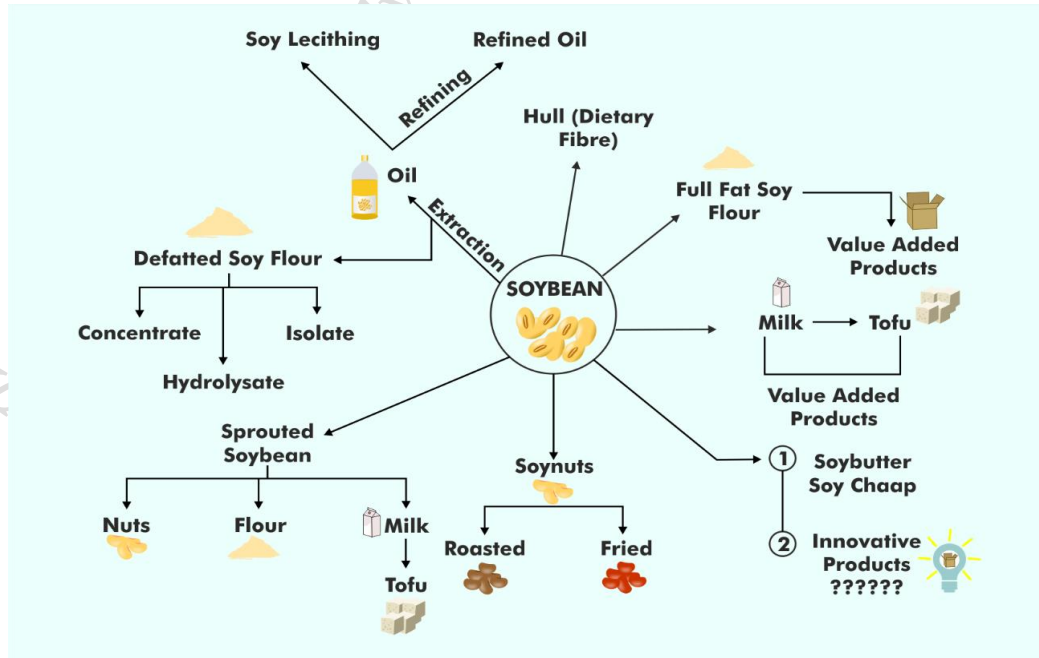 Soy Lecithing
Refined Oil
Refining
Hull (Dietary
Fibre)
Oil
Full Fat Soy
Flour
Extraction
Value Added
Products
Defatted Soy Flour
SOYBEAN
Concentrate
Isolate
Hydrolysate
Milk
Tofu
Value Added
Products
Sprouted
Soybean
Nuts
Flour
Milk
Tofu
Soynuts
Roasted
Fried
1
Soybutter
Soy Chaap
2
Innovative
Products
??????